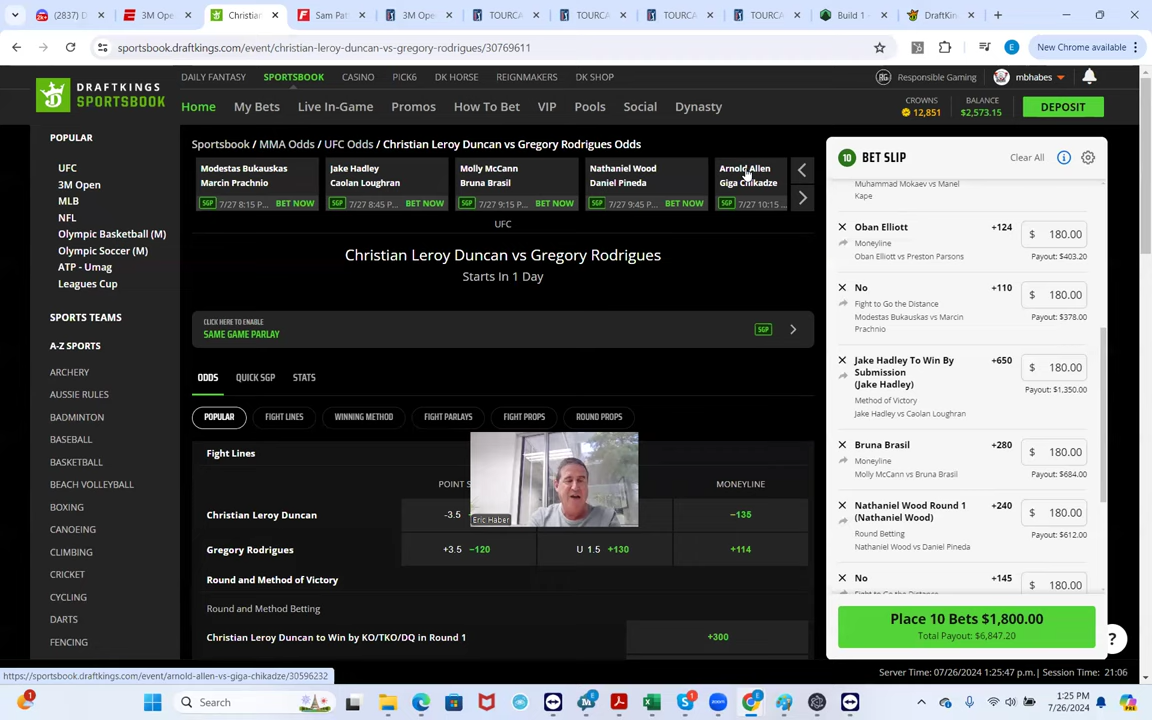 (2837) D
3M Ope
Christian
Sam Pat
3M Ope
TOURCA
TOURCA
TOURCA
TOURCA
Build 1 -
DraftKin
sportsbook.draftkings.com/event/christian-leroy-duncan-vs-gregory-rodrigues/30769611
E
New Chrome available
DRAFTKINGS
SPORTSBOOK
DAILY FANTASY
SPORTSBOOK
CASINO
PICK6
DK HORSE
REIGNMAKERS
DK SHOP
Responsible Gaming
mbhabes
Home
My Bets
Live In-Game
Promos
How To Bet
VIP
Pools
Social
Dynasty
CROWNS
12,851
BALANCE
$2,573.15
DEPOSIT
POPULAR
UFC
3M Open
MLB
NFL
Olympic Basketball (M)
Olympic Soccer (M)
ATP - Umag
Leagues Cup
SPORTS TEAMS
A-Z SPORTS
ARCHERY
AUSSIE RULES
BADMINTON
BASEBALL
BASKETBALL
BEACH VOLLEYBALL
BOXING
CANOEING
CLIMBING
CRICKET
CYCLING
DARTS
FENCING
Sportsbook / MMA Odds / UFC Odds / Christian Leroy Duncan vs Gregory Rodrigues Odds
Modestas Bukauskas
Marcin Prachnio
SGP 7/27 8:15 P... BET NOW
Jake Hadley
Caolan Loughran
SGP 7/27 8:45 P... BET NOW
Molly McCann
Bruna Brasil
SGP 7/27 9:15 P... BET NOW
Nathaniel Wood
Daniel Pineda
SGP 7/27 9:45 P... BET NOW
Arnold Allen
Giga Chikadze
SGP 7/27 10:15 ...
UFC
Christian Leroy Duncan vs Gregory Rodrigues
Starts In 1 Day
CLICK HERE TO ENABLE
SAME GAME PARLAY
SGP
ODDS
QUICK SGP
STATS
POPULAR
FIGHT LINES
WINNING METHOD
FIGHT PARLAYS
FIGHT PROPS
ROUND PROPS
Fight Lines
POINT S
MONEYLINE
Christian Leroy Duncan
-3.5
−135
Gregory Rodrigues
+3.5 −120
U 1.5 +130
+114
Eric Haber
Round and Method of Victory
Round and Method Betting
Christian Leroy Duncan to Win by KO/TKO/DQ in Round 1
+300
10 BET SLIP
Clear All
Muhammad Mokaev vs Manel
Kape
Oban Elliott +124 $ 180.00
Moneyline
Oban Elliott vs Preston Parsons
Payout: $403.20
No +110 $ 180.00
Fight to Go the Distance
Modestas Bukauskas vs Marcin
Prachnio
Payout: $378.00
Jake Hadley To Win By
Submission
(Jake Hadley)
+650 $ 180.00
Payout: $1,350.00
Method of Victory
Jake Hadley vs Caolan Loughran
Bruna Brasil +280 $ 180.00
Moneyline
Molly McCann vs Bruna Brasil
Payout: $684.00
Nathaniel Wood Round 1
(Nathaniel Wood)
+240 $ 180.00
Payout: $612.00
Round Betting
Nathaniel Wood vs Daniel Pineda
No +145 $ 180.00
Fight to Go the Distance
Place 10 Bets $1,800.00
Total Payout: $6,847.20
?
https://sportsbook.draftkings.com/event/arnold-allen-vs-giga-chikadze/30596232
Server Time: 07/26/2024 1:25:47 p.m. | Session Time: 21:06
Search
1:25 PM
7/26/2024